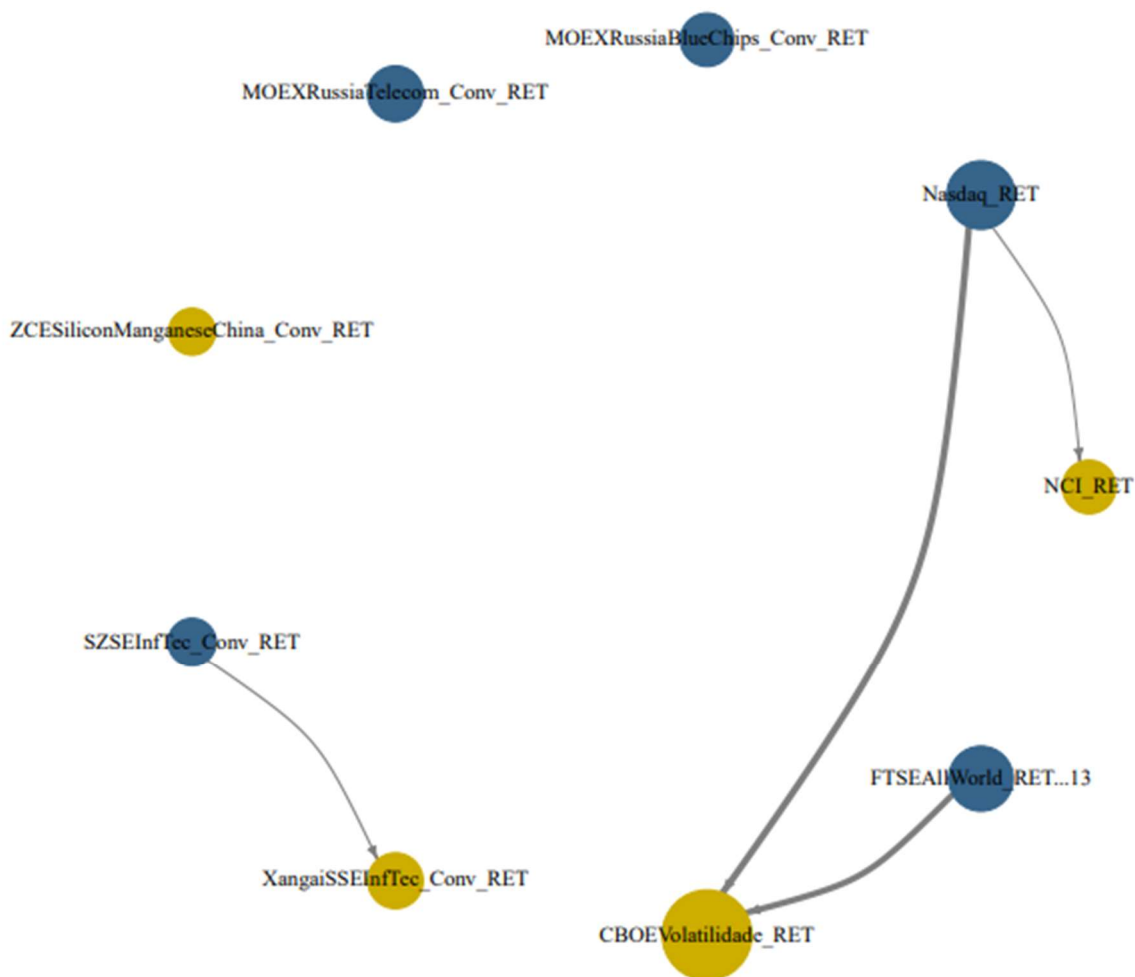 MOEXRussiaBlueChips_Conv_RET
MOEXRussiaTelecom_Conv_RET
Nasdaq_RET
ZCESiliconManganeseChina_Conv_RET
NCI_RET
SZSEInfTec_Conv_RET
FTSEAllWorld_RET...13
XangaiSSEInfTec_Conv_RET
CBOEVolatilidade_RET